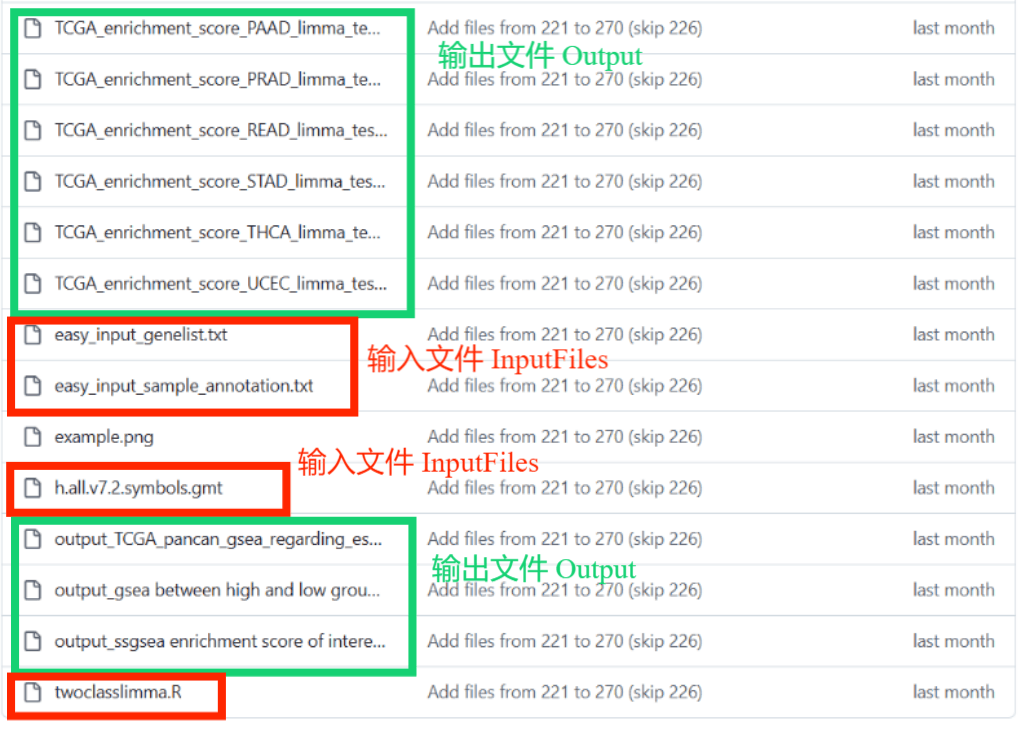 TCGA_enrichment_score_PAAD_limma_te... Add files from 221 to 270 (skip 226) last month
输出文件 Output
TCGA_enrichment_score_PRAD_limma_te... Add files from 221 to 270 (skip 226) last month
TCGA_enrichment_score_READ_limma_tes... Add files from 221 to 270 (skip 226) last month
TCGA_enrichment_score_STAD_limma_tes... Add files from 221 to 270 (skip 226) last month
TCGA_enrichment_score_THCA_limma_te... Add files from 221 to 270 (skip 226) last month
TCGA_enrichment_score_UCEC_limma_tes... Add files from 221 to 270 (skip 226) last month
easy_input_genelist.txt Add files from 221 to 270 (skip 226) last month
输入文件 InputFiles
easy_input_sample_annotation.txt Add files from 221 to 270 (skip 226) last month
example.png Add files from 221 to 270 (skip 226) last month
输入文件 InputFiles
h.all.v7.2.symbols.gmt Add files from 221 to 270 (skip 226) last month
output_TCGA_pancan_gsea_regarding_es... Add files from 221 to 270 (skip 226) last month
输出文件 Output
output_gsea between high and low grou... Add files from 221 to 270 (skip 226) last month
output_ssgsea enrichment score of intere... Add files from 221 to 270 (skip 226) last month
twoclasslimma.R Add files from 221 to 270 (skip 226) last month